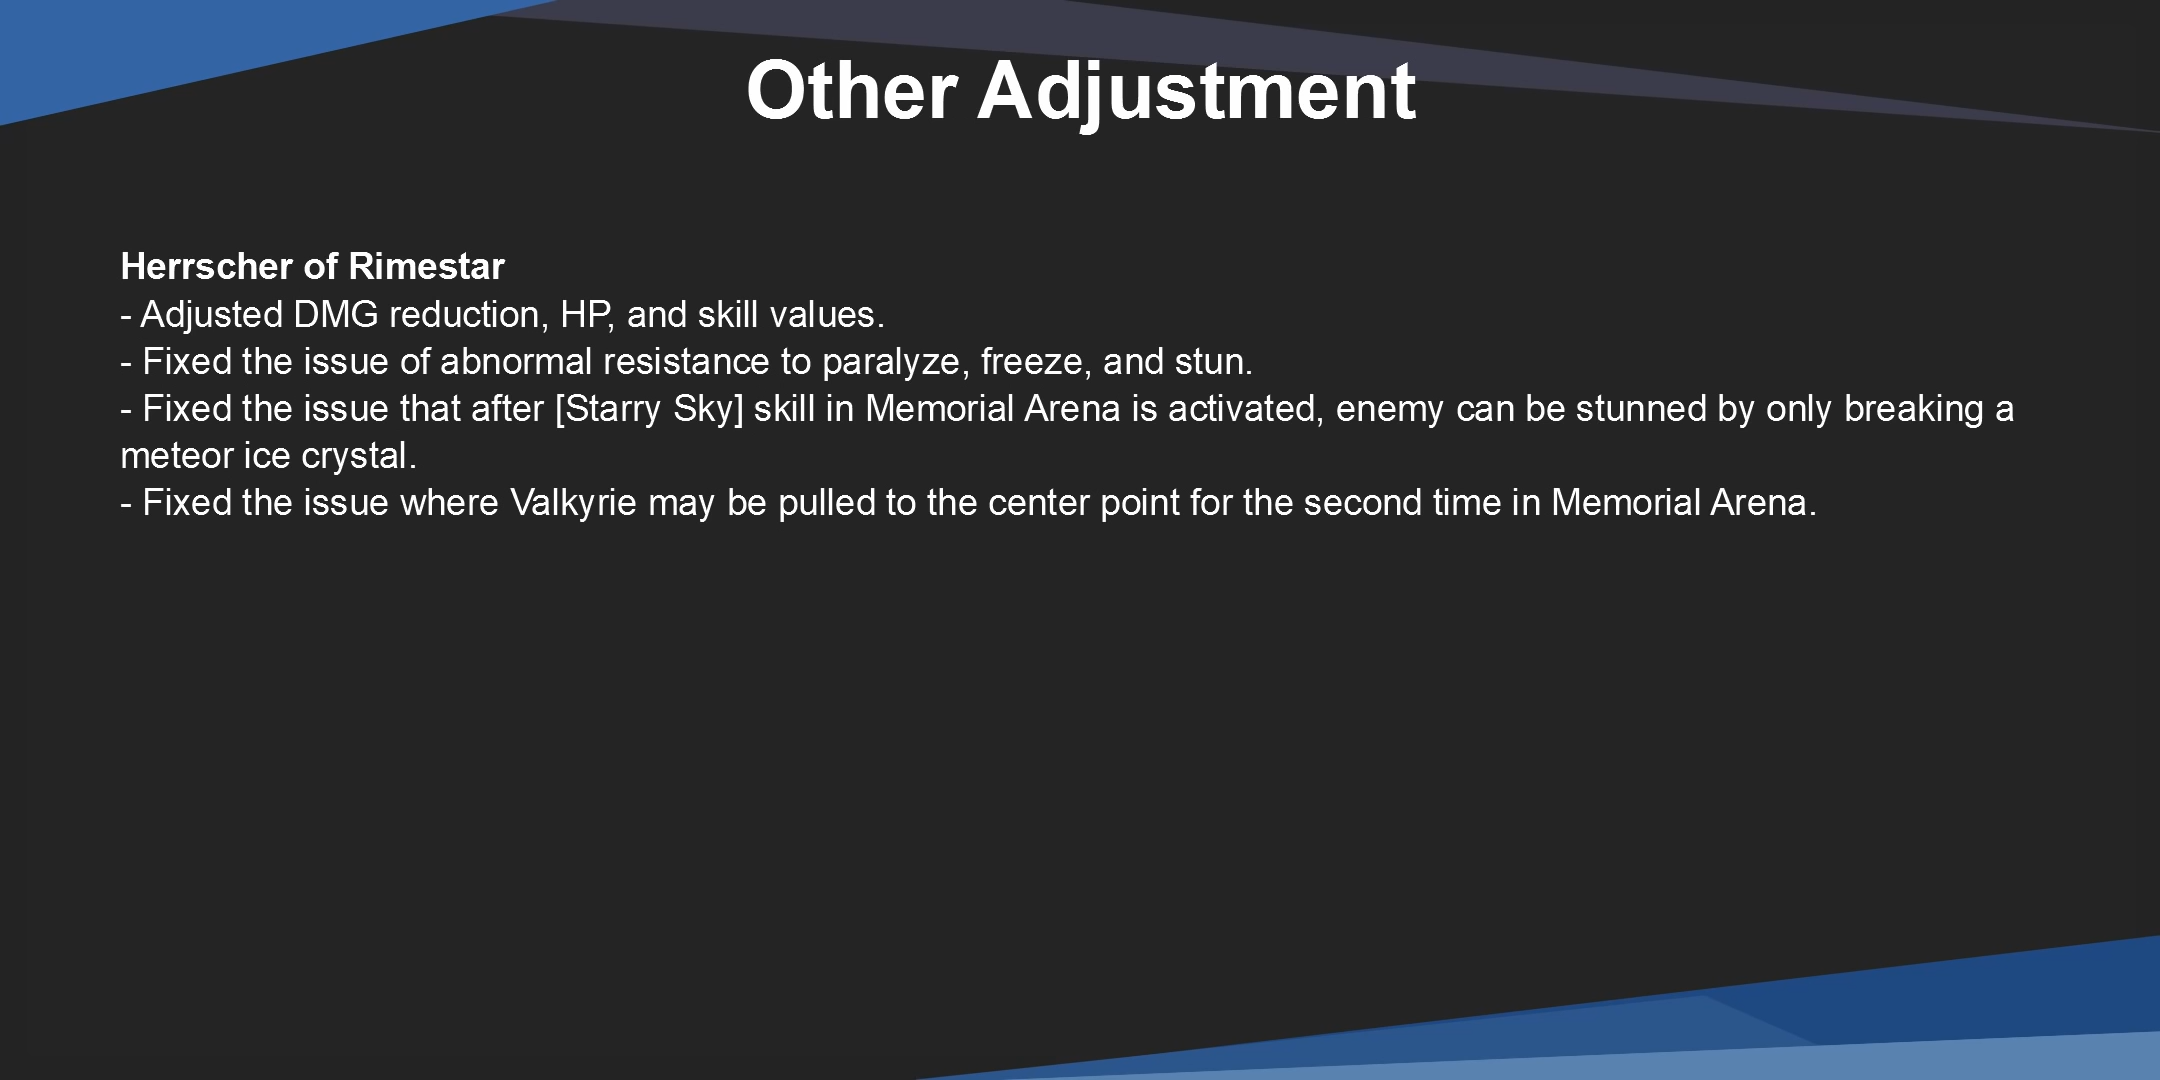 Other Adjustment
Herrscher of Rimestar
- Adjusted DMG reduction, HP, and skill values.
- Fixed the issue of abnormal resistance to paralyze, freeze, and stun.
- Fixed the issue that after [Starry Sky] skill in Memorial Arena is activated, enemy can be stunned by only breaking a
meteor ice crystal.
- Fixed the issue where Valkyrie may be pulled to the center point for the second time in Memorial Arena.